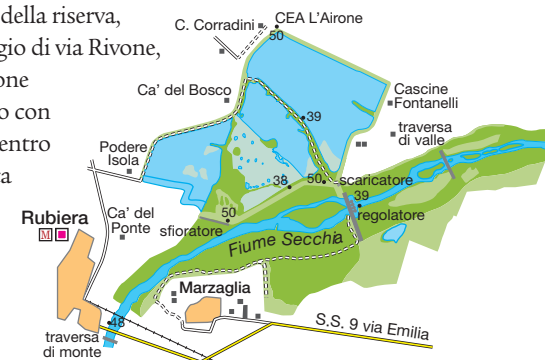 della riserva,
gio di via Rivone,
one
o con
entro
ra
C. Corradini
CEA L'Airone
50
Ca' del Bosco
39
Cascine
Fontanelli
traversa
di valle
Podere
Isola
38
50
scaricatore
39
regolatore
Rubiera
M
Ca' del
Ponte
50
sfioratore
Fiume Secchia
Marzaglia
48
traversa
di monte
S.S. 9 via Emilia